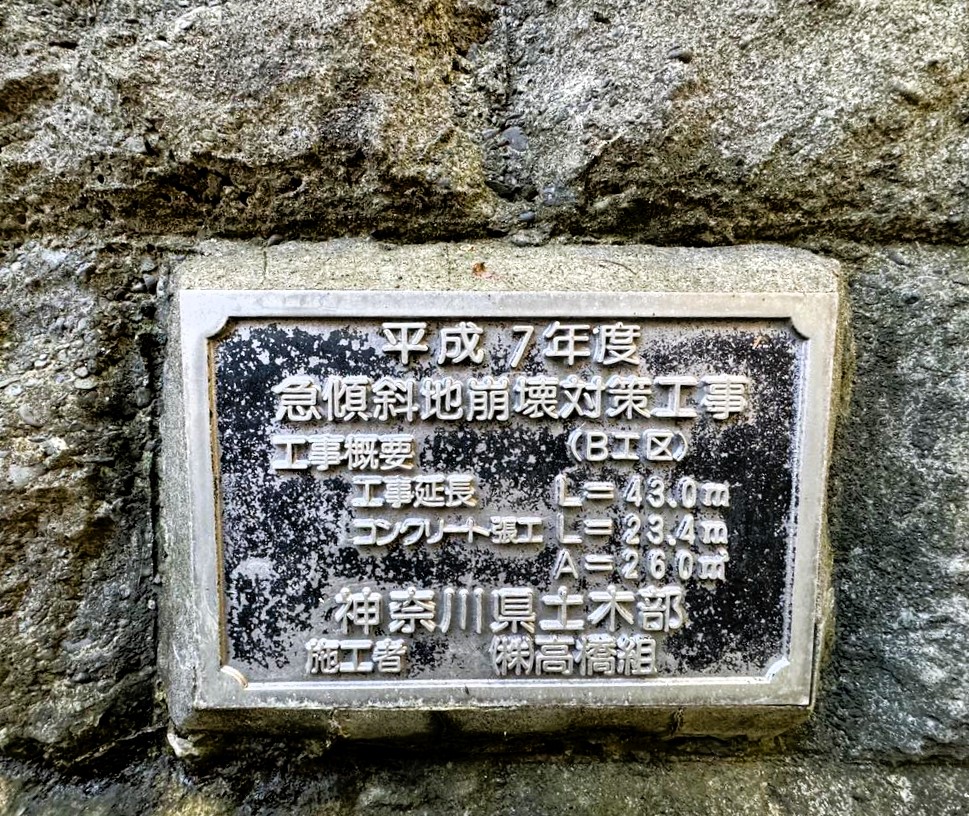 平成 7年度
急傾斜地崩壊対策工事
工事概要 (B工区)
工事延長 L=43.0m
コンクリート張工 L=23.4m
A=260㎡
神奈川県土木部
施工者 ㈱高橋組